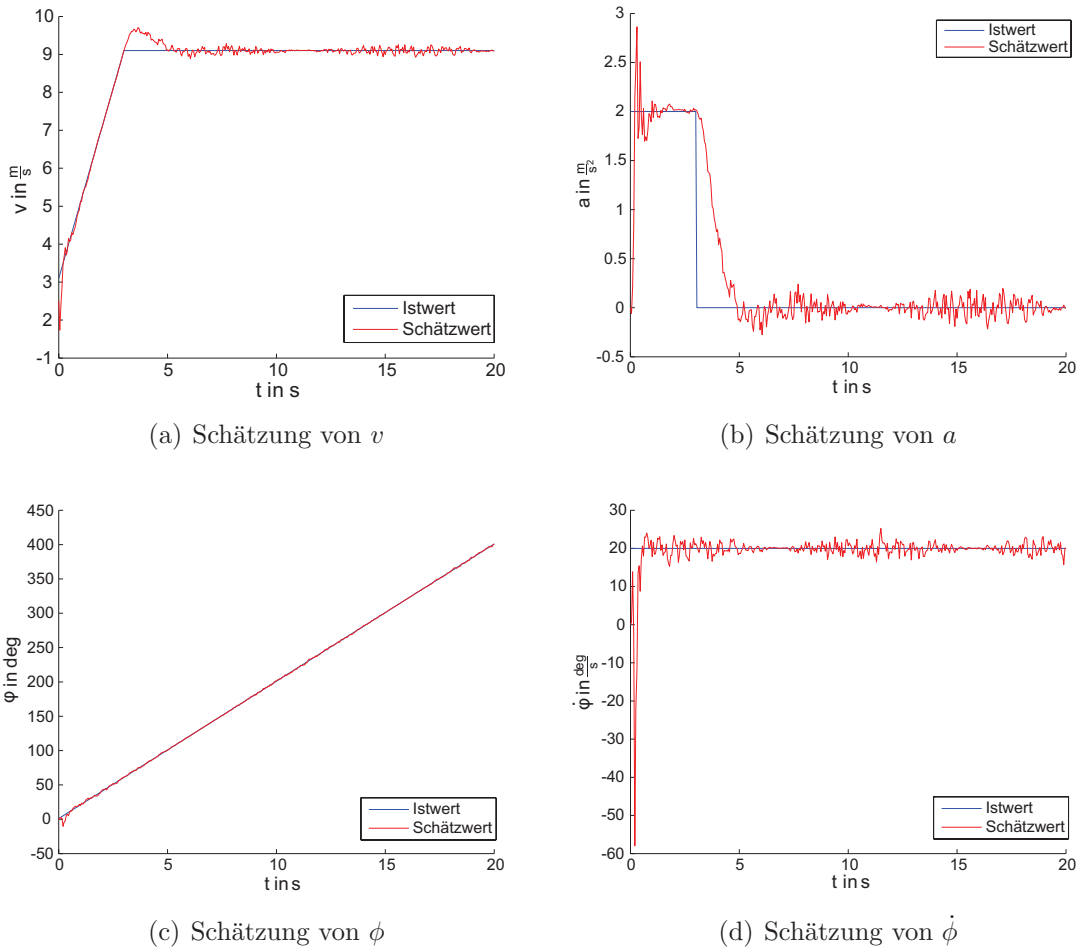 10
9
8
7
6
5
4
3
2
-1
v in m/s
0 5 10 15 20
t in s
Istwert
Schätzwert
(a) Schätzung von v
3
2.5
2
1.5
1
0.5
0
-0.5
a in m/s²
0 5 10 15 20
t in s
Istwert
Schätzwert
(b) Schätzung von a
450
400
350
300
250
200
150
100
50
0
-50
φ in deg
0 5 10 15 20
t in s
Istwert
Schätzwert
(c) Schätzung von ϕ
30
20
10
0
-10
-20
-30
-40
-50
-60
φ̇ in deg/s
0 5 10 15 20
t in s
Istwert
Schätzwert
(d) Schätzung von ϕ̇